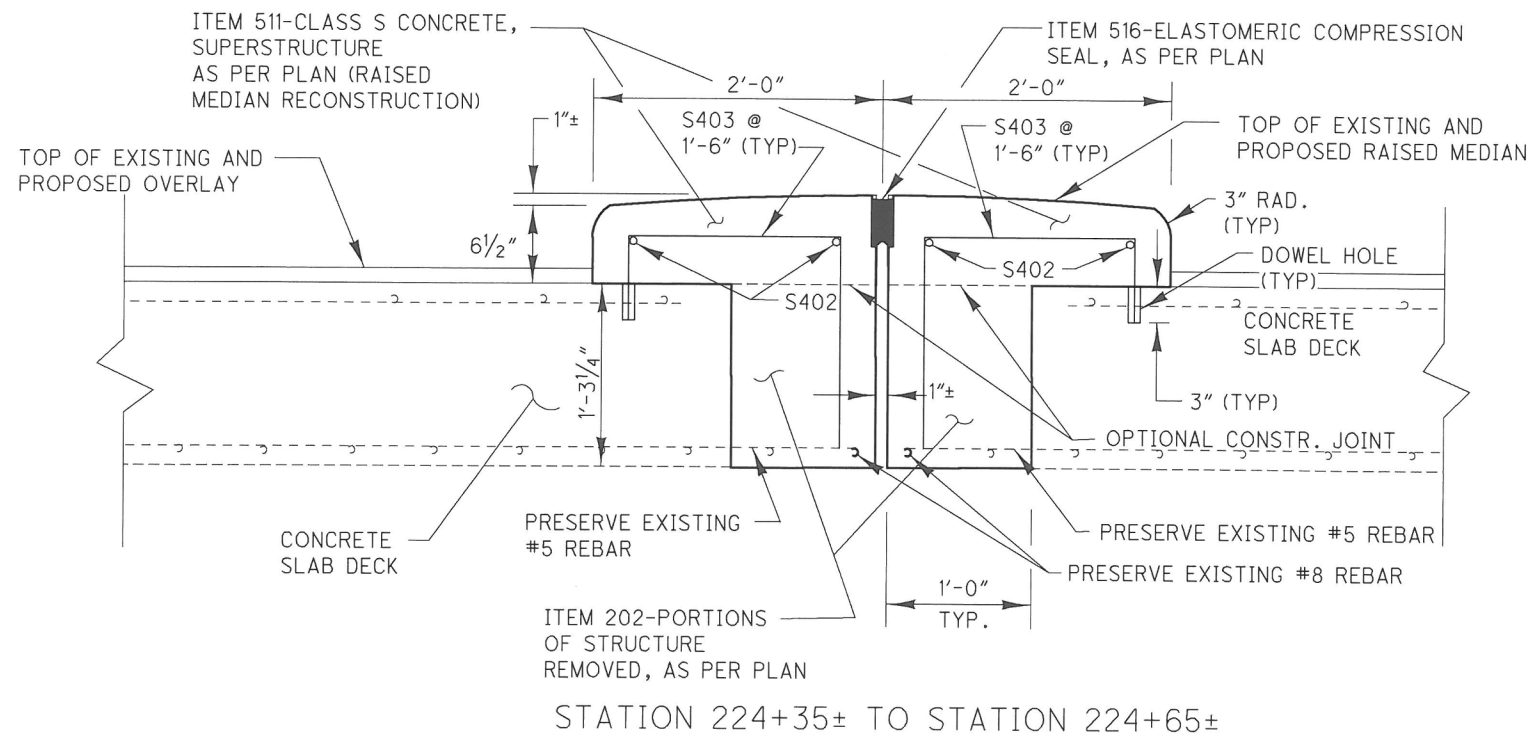 ITEM 511-CLASS S CONCRETE,
SUPERSTRUCTURE
AS PER PLAN (RAISED
MEDIAN RECONSTRUCTION)
ITEM 516-ELASTOMERIC COMPRESSION
SEAL, AS PER PLAN
2'-0"
2'-0"
1"±
S403 @
1'-6" (TYP)
S403 @
1'-6" (TYP)
TOP OF EXISTING AND
PROPOSED RAISED MEDIAN
TOP OF EXISTING AND
PROPOSED OVERLAY
3" RAD.
(TYP)
6½"
DOWEL HOLE
(TYP)
S402
S402
CONCRETE
SLAB DECK
1'-3¼"
1"±
3" (TYP)
OPTIONAL CONSTR. JOINT
PRESERVE EXISTING
#5 REBAR
PRESERVE EXISTING #5 REBAR
CONCRETE
SLAB DECK
PRESERVE EXISTING #8 REBAR
1'-0"
TYP.
ITEM 202-PORTIONS
OF STRUCTURE
REMOVED, AS PER PLAN
STATION 224+35± TO STATION 224+65±